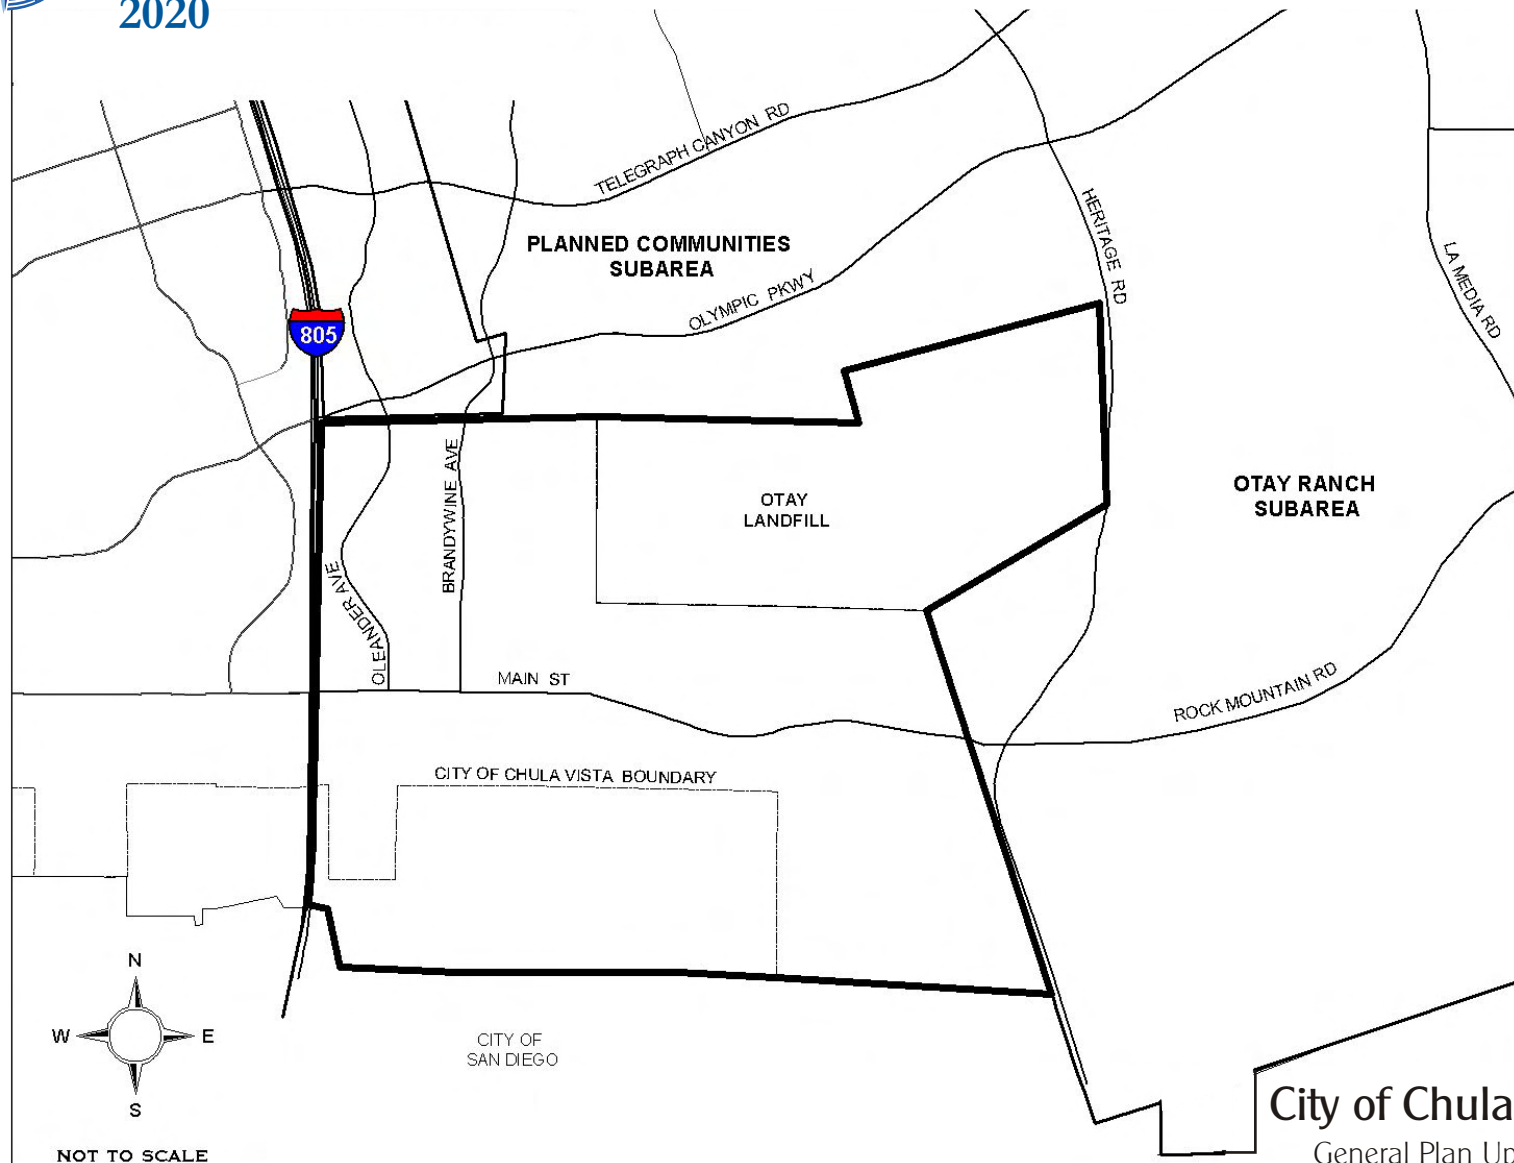 2020
TELEGRAPH CANYON RD
PLANNED COMMUNITIES
SUBAREA
HERITAGE RD
OLYMPIC PKWY
LA MEDIA RD
805
BRANDYWINE AVE
OTAY
LANDFILL
OTAY RANCH
SUBAREA
OLEANDER AVE
MAIN ST
ROCK MOUNTAIN RD
CITY OF CHULA VISTA BOUNDARY
N
W
E
S
CITY OF
SAN DIEGO
NOT TO SCALE
City of Chula
General Plan Up